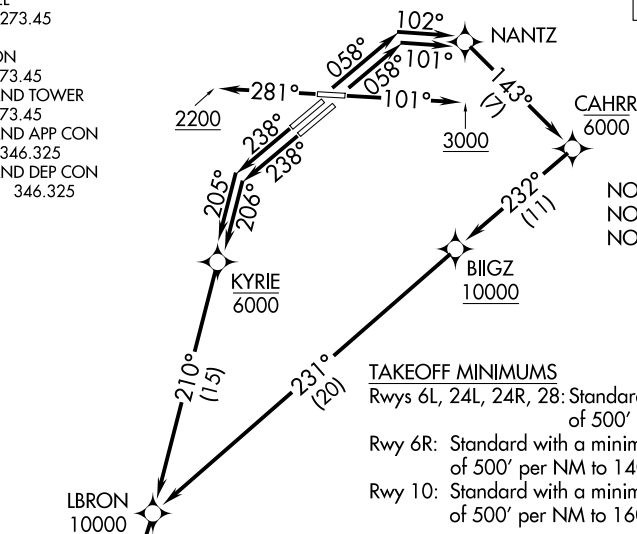 273.45
ON
73.45
ND TOWER
73.45
ND APP CON
346.325
ND DEP CON
346.325
102°
NANTZ
058°
058°
101°
143°
(7)
CAHRR
6000
281°
101°
2200
3000
238°
238°
205°
206°
232°
(11)
NO
NO
NO
KYRIE
6000
BIIGZ
10000
210°
(15)
231°
(20)
TAKEOFF MINIMUMS
Rwys 6L, 24L, 24R, 28: Standard
of 500'
Rwy 6R: Standard with a minim
of 500' per NM to 140
Rwy 10: Standard with a minim
of 500' per NM to 160
LBRON
10000